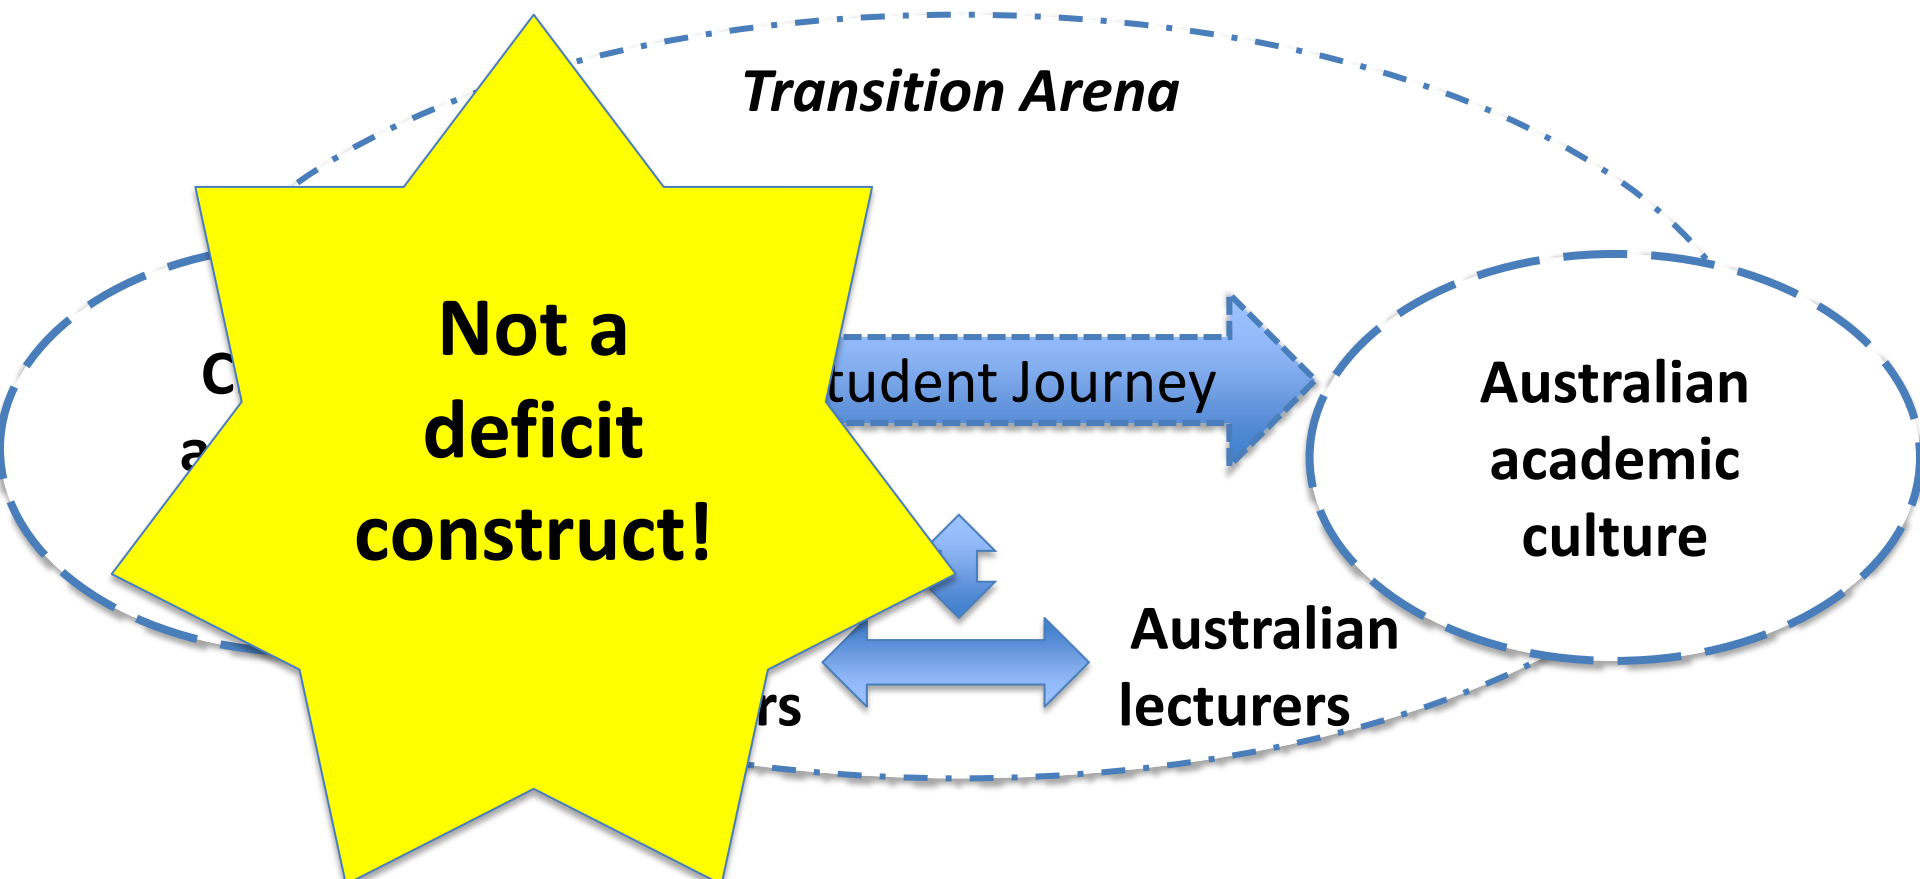 Transition Arena
Not a
deficit
construct!
tudent Journey
Australian
academic
culture
Australian
lecturers
C
a
rs